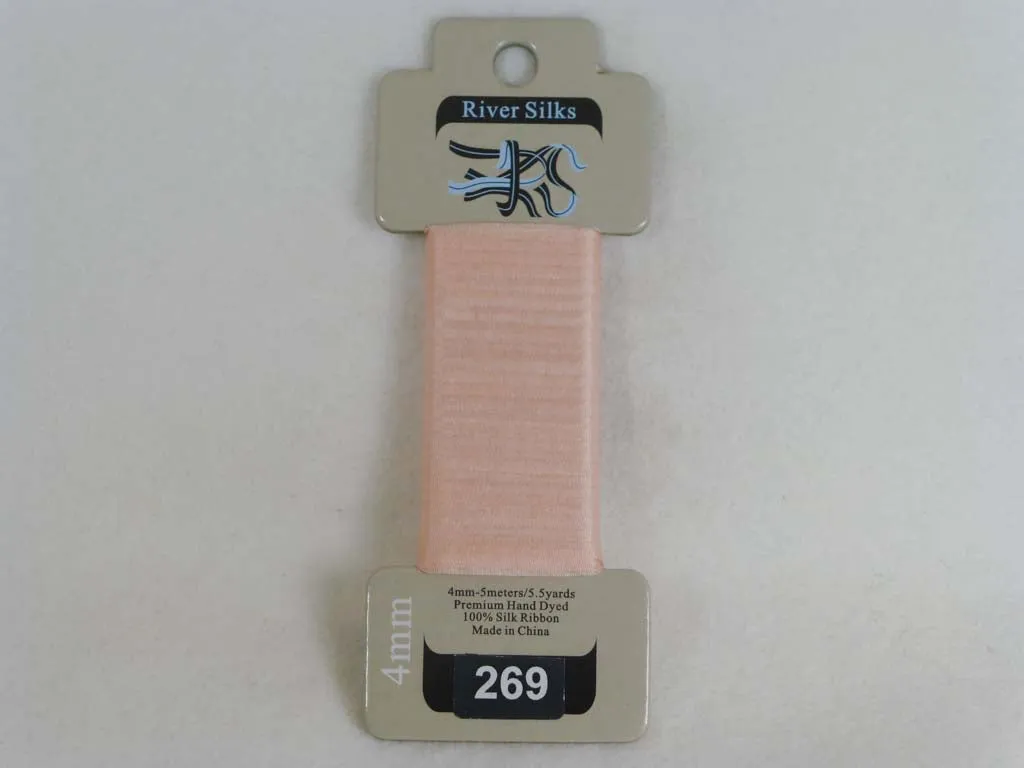 River Silks
4mm-5meters/5.5yards
Premium Hand Dyed
100% Silk Ribbon
Made in China
4mm
269